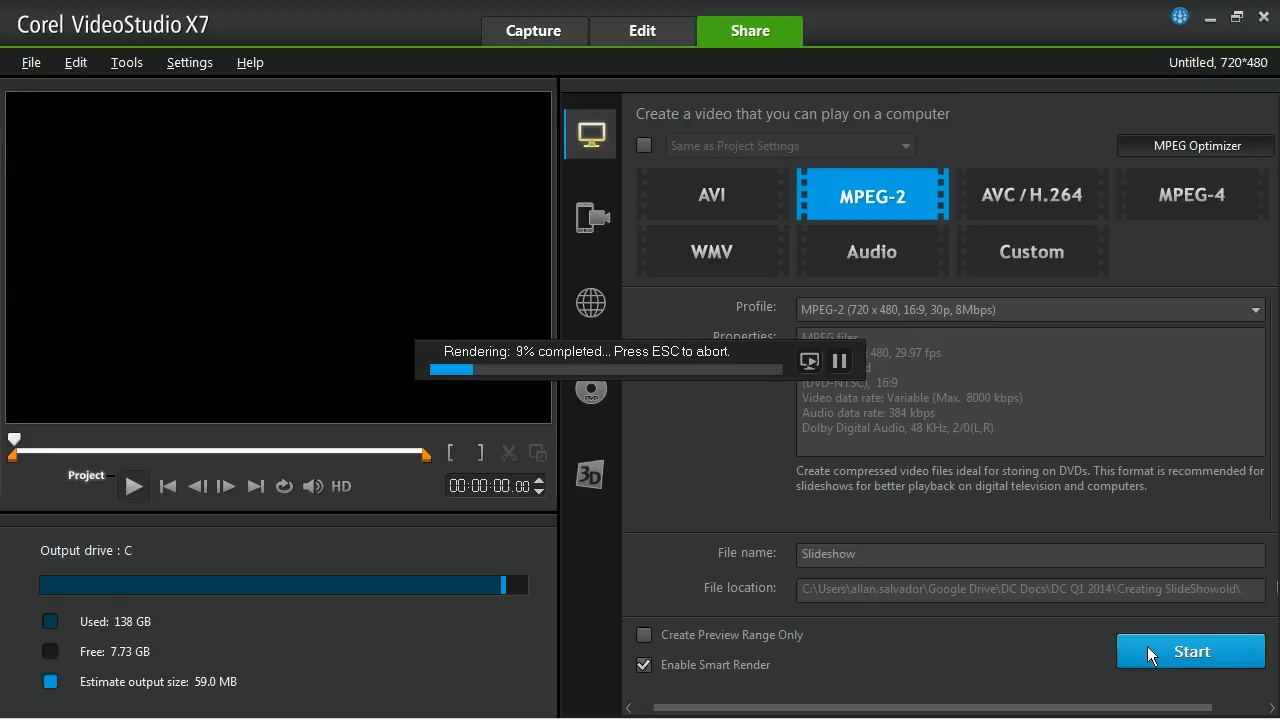 Corel VideoStudio X7
Capture
Edit
Share
File
Edit
Tools
Settings
Help
Untitled, 720*480
Create a video that you can play on a computer
Same as Project Settings
MPEG Optimizer
AVI
MPEG-2
AVC / H.264
MPEG-4
WMV
Audio
Custom
Profile:
MPEG-2 (720 x 480, 16:9, 30p, 8Mbps)
Properties:
MPEG files
Rendering: 9% completed... Press ESC to abort.
480, 29.97 fps
(DVD-NTSC), 16:9
Video data rate: Variable (Max. 8000 kbps)
Audio data rate: 384 kbps
Dolby Digital Audio, 48 KHz, 2/0(L,R)
DVD
3D
Create compressed video files ideal for storing on DVDs. This format is recommended for
slideshows for better playback on digital television and computers.
[ ]
Project
HD
00:00:00.00
Output drive : C
Used: 138 GB
Free: 7.73 GB
Estimate output size: 59.0 MB
File name:
Slideshow
File location:
C:\Users\allan.salvador\Google Drive\DC Docs\DC Q1 2014\Creating SlideShowold\
Create Preview Range Only
Enable Smart Render
Start